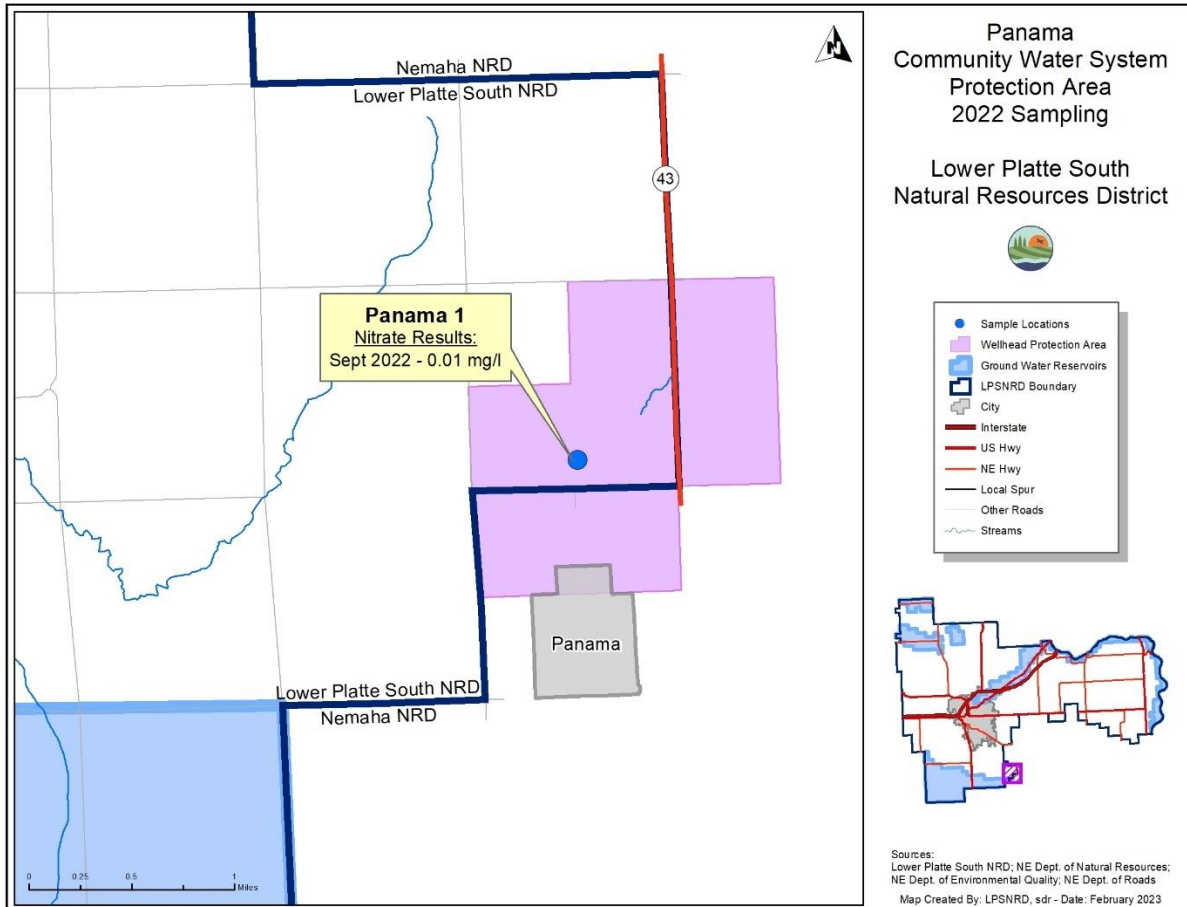 Nemaha NRD
Lower Platte South NRD
N
43
Panama 1
Nitrate Results:
Sept 2022 - 0.01 mg/l
Panama
Lower Platte South NRD
Nemaha NRD
0 0.25 0.5 1
Miles
Panama
Community Water System
Protection Area
2022 Sampling
Lower Platte South
Natural Resources District
Sample Locations
Wellhead Protection Area
Ground Water Reservoirs
LPSNRD Boundary
City
Interstate
US Hwy
NE Hwy
Local Spur
Other Roads
Streams
Sources:
Lower Platte South NRD; NE Dept. of Natural Resources;
NE Dept. of Environmental Quality; NE Dept. of Roads
Map Created By: LPSNRD, sdr - Date: February 2023